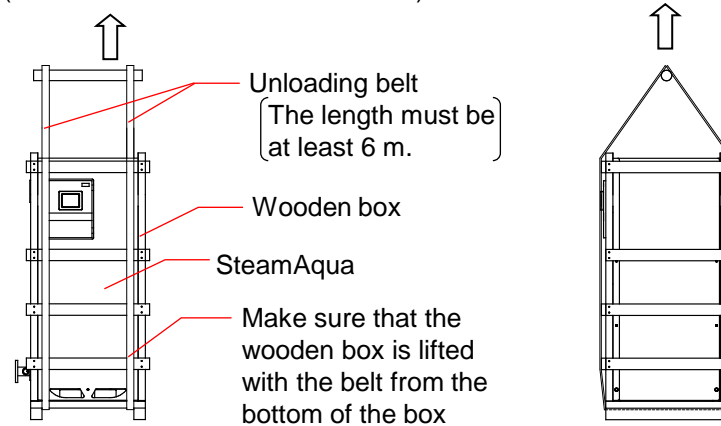 Unloading belt
The length must be
at least 6 m.
Wooden box
SteamAqua
Make sure that the
wooden box is lifted
with the belt from the
bottom of the box